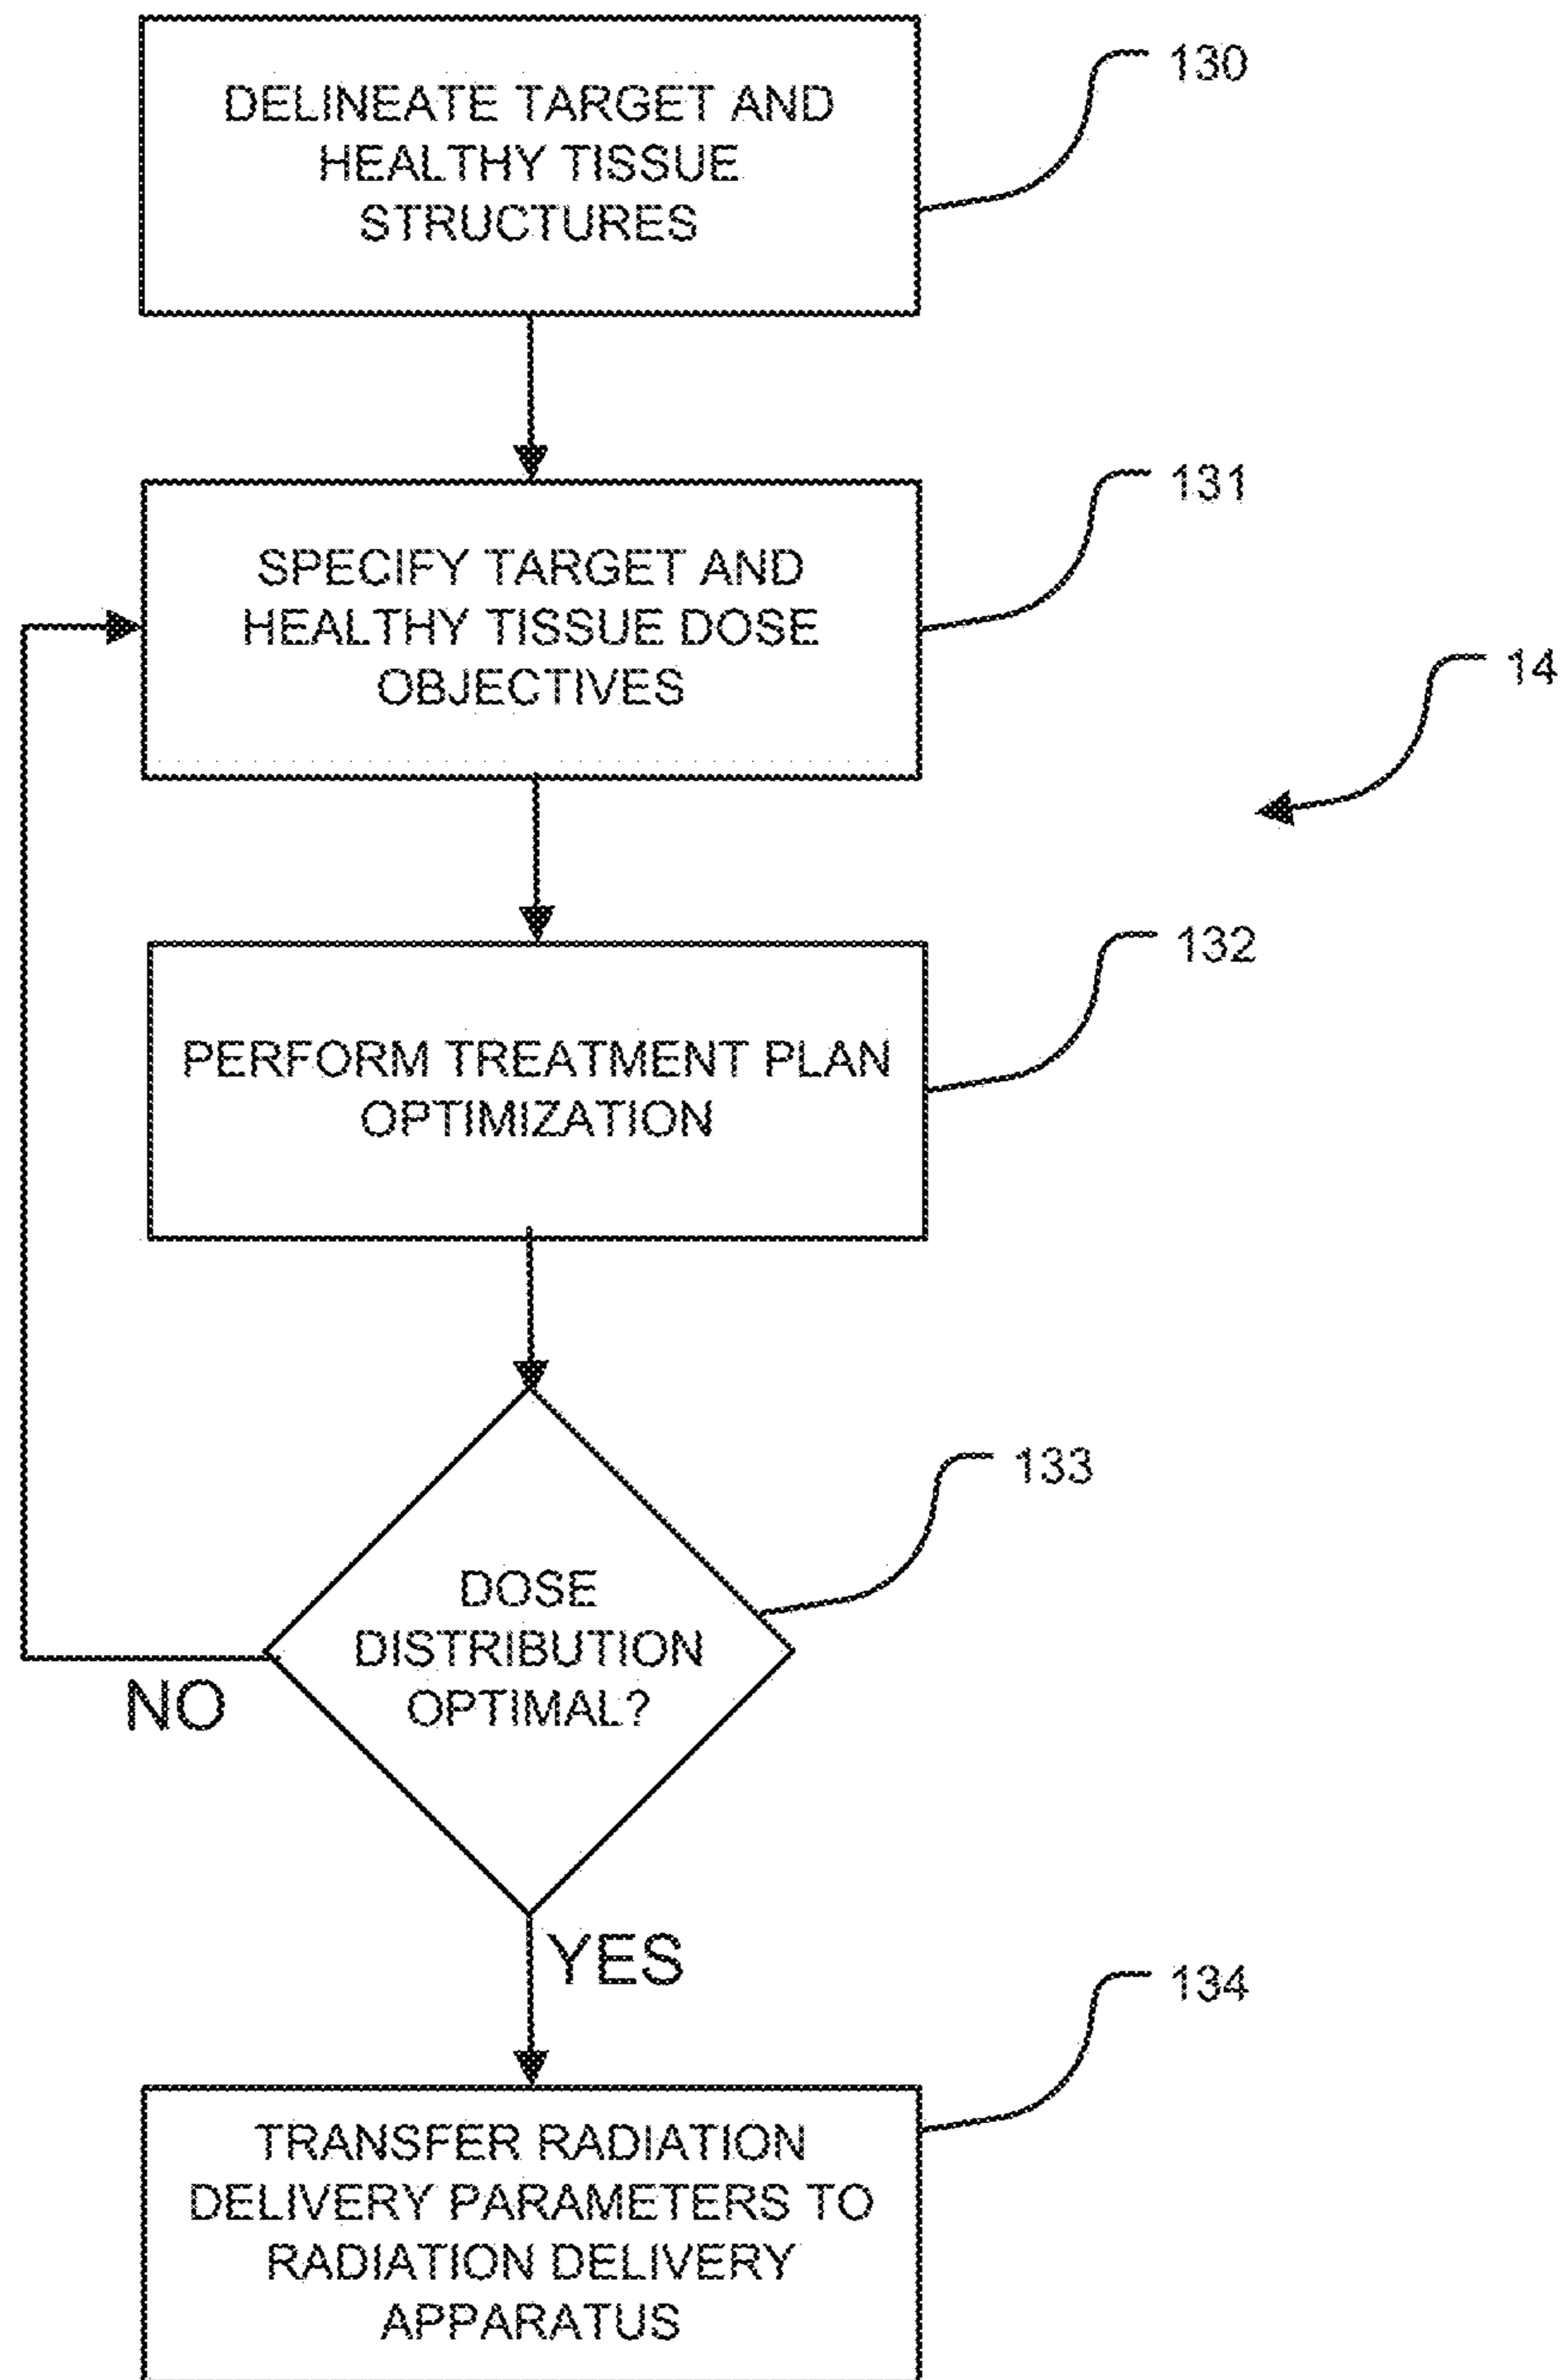 DELINEATE TARGET AND
HEALTHY TISSUE
STRUCTURES
130
SPECIFY TARGET AND
HEALTHY TISSUE DOSE
OBJECTIVES
131
14
PERFORM TREATMENT PLAN
OPTIMIZATION
132
DOSE
DISTRIBUTION
OPTIMAL?
133
NO
YES
TRANSFER RADIATION
DELIVERY PARAMETERS TO
RADIATION DELIVERY
APPARATUS
134